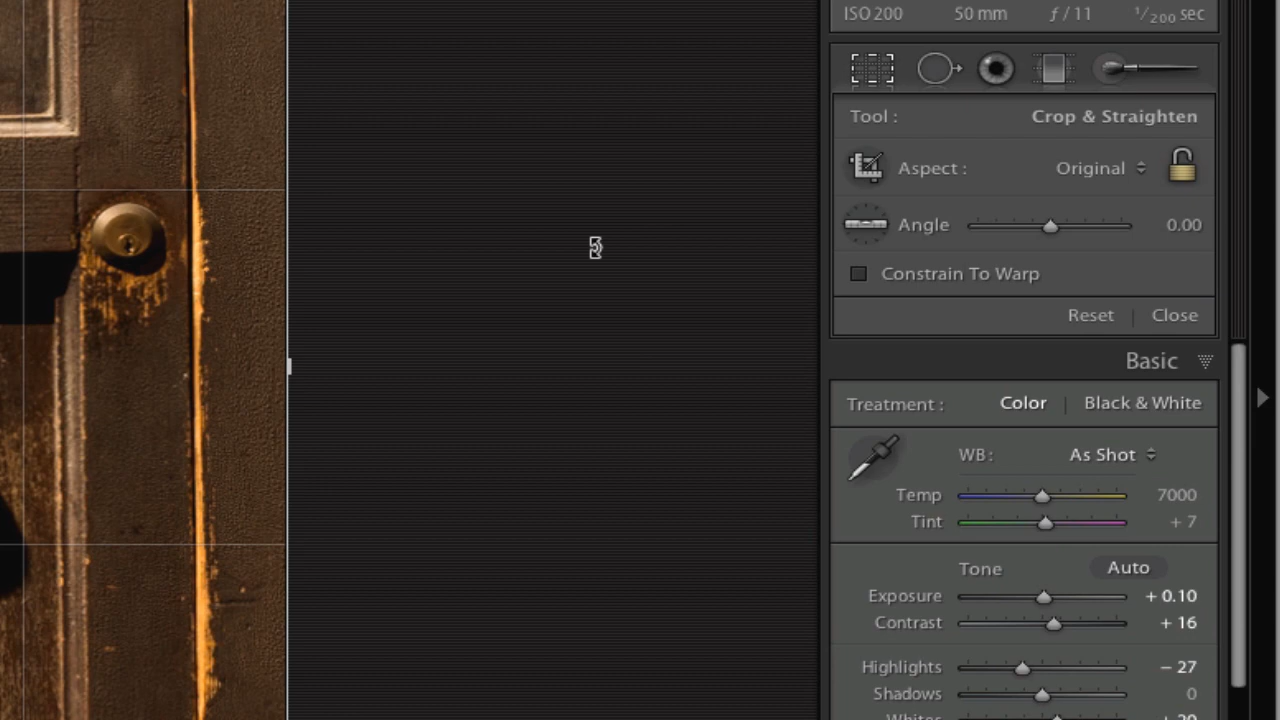 ISO 200 50 mm ƒ / 11 1/200 sec
Tool : Crop & Straighten
Aspect : Original
Angle 0.00
Constrain To Warp
Reset | Close
Basic
Treatment : Color | Black & White
WB : As Shot
Temp 7000
Tint + 7
Tone Auto
Exposure + 0.10
Contrast + 16
Highlights − 27
Shadows 0
Whites + 20